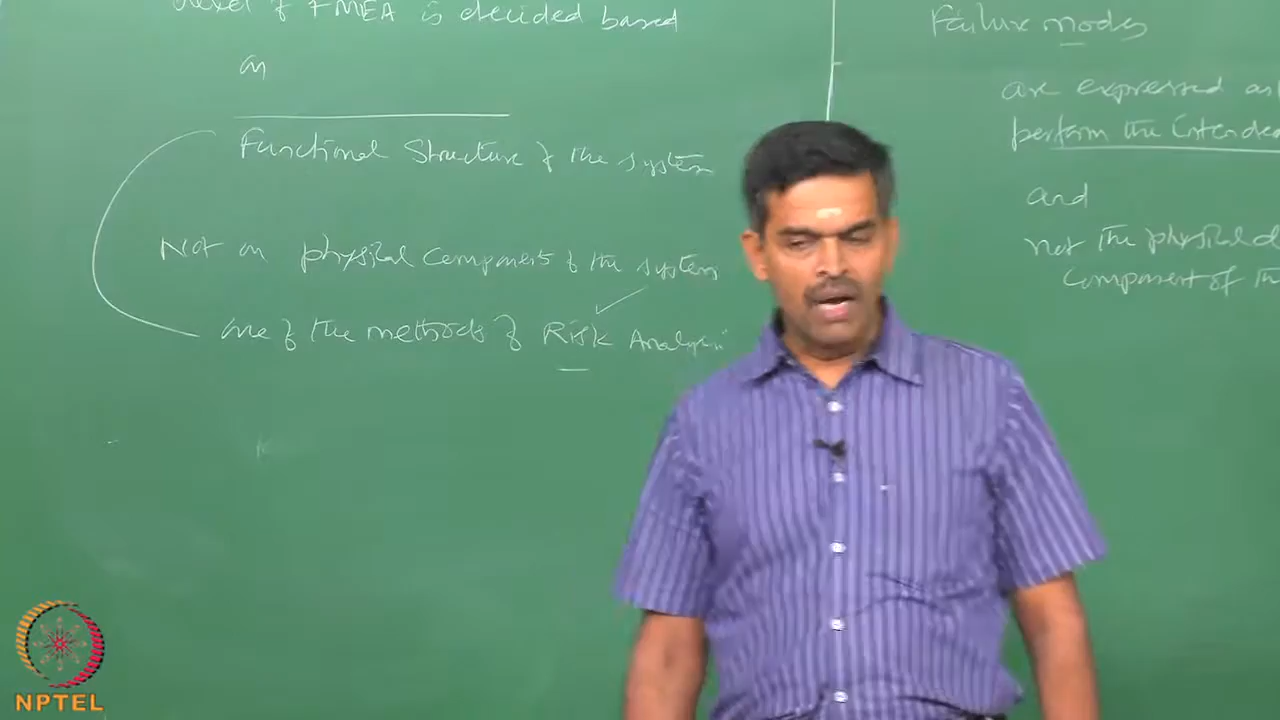 Level of FMEA is decided based
on
Functional Structure of the system
Not on physical components of the system
one of the methods of Risk Analysis
Failure modes
are expressed as
perform the intended
and
not the physical
component of th
NPTEL